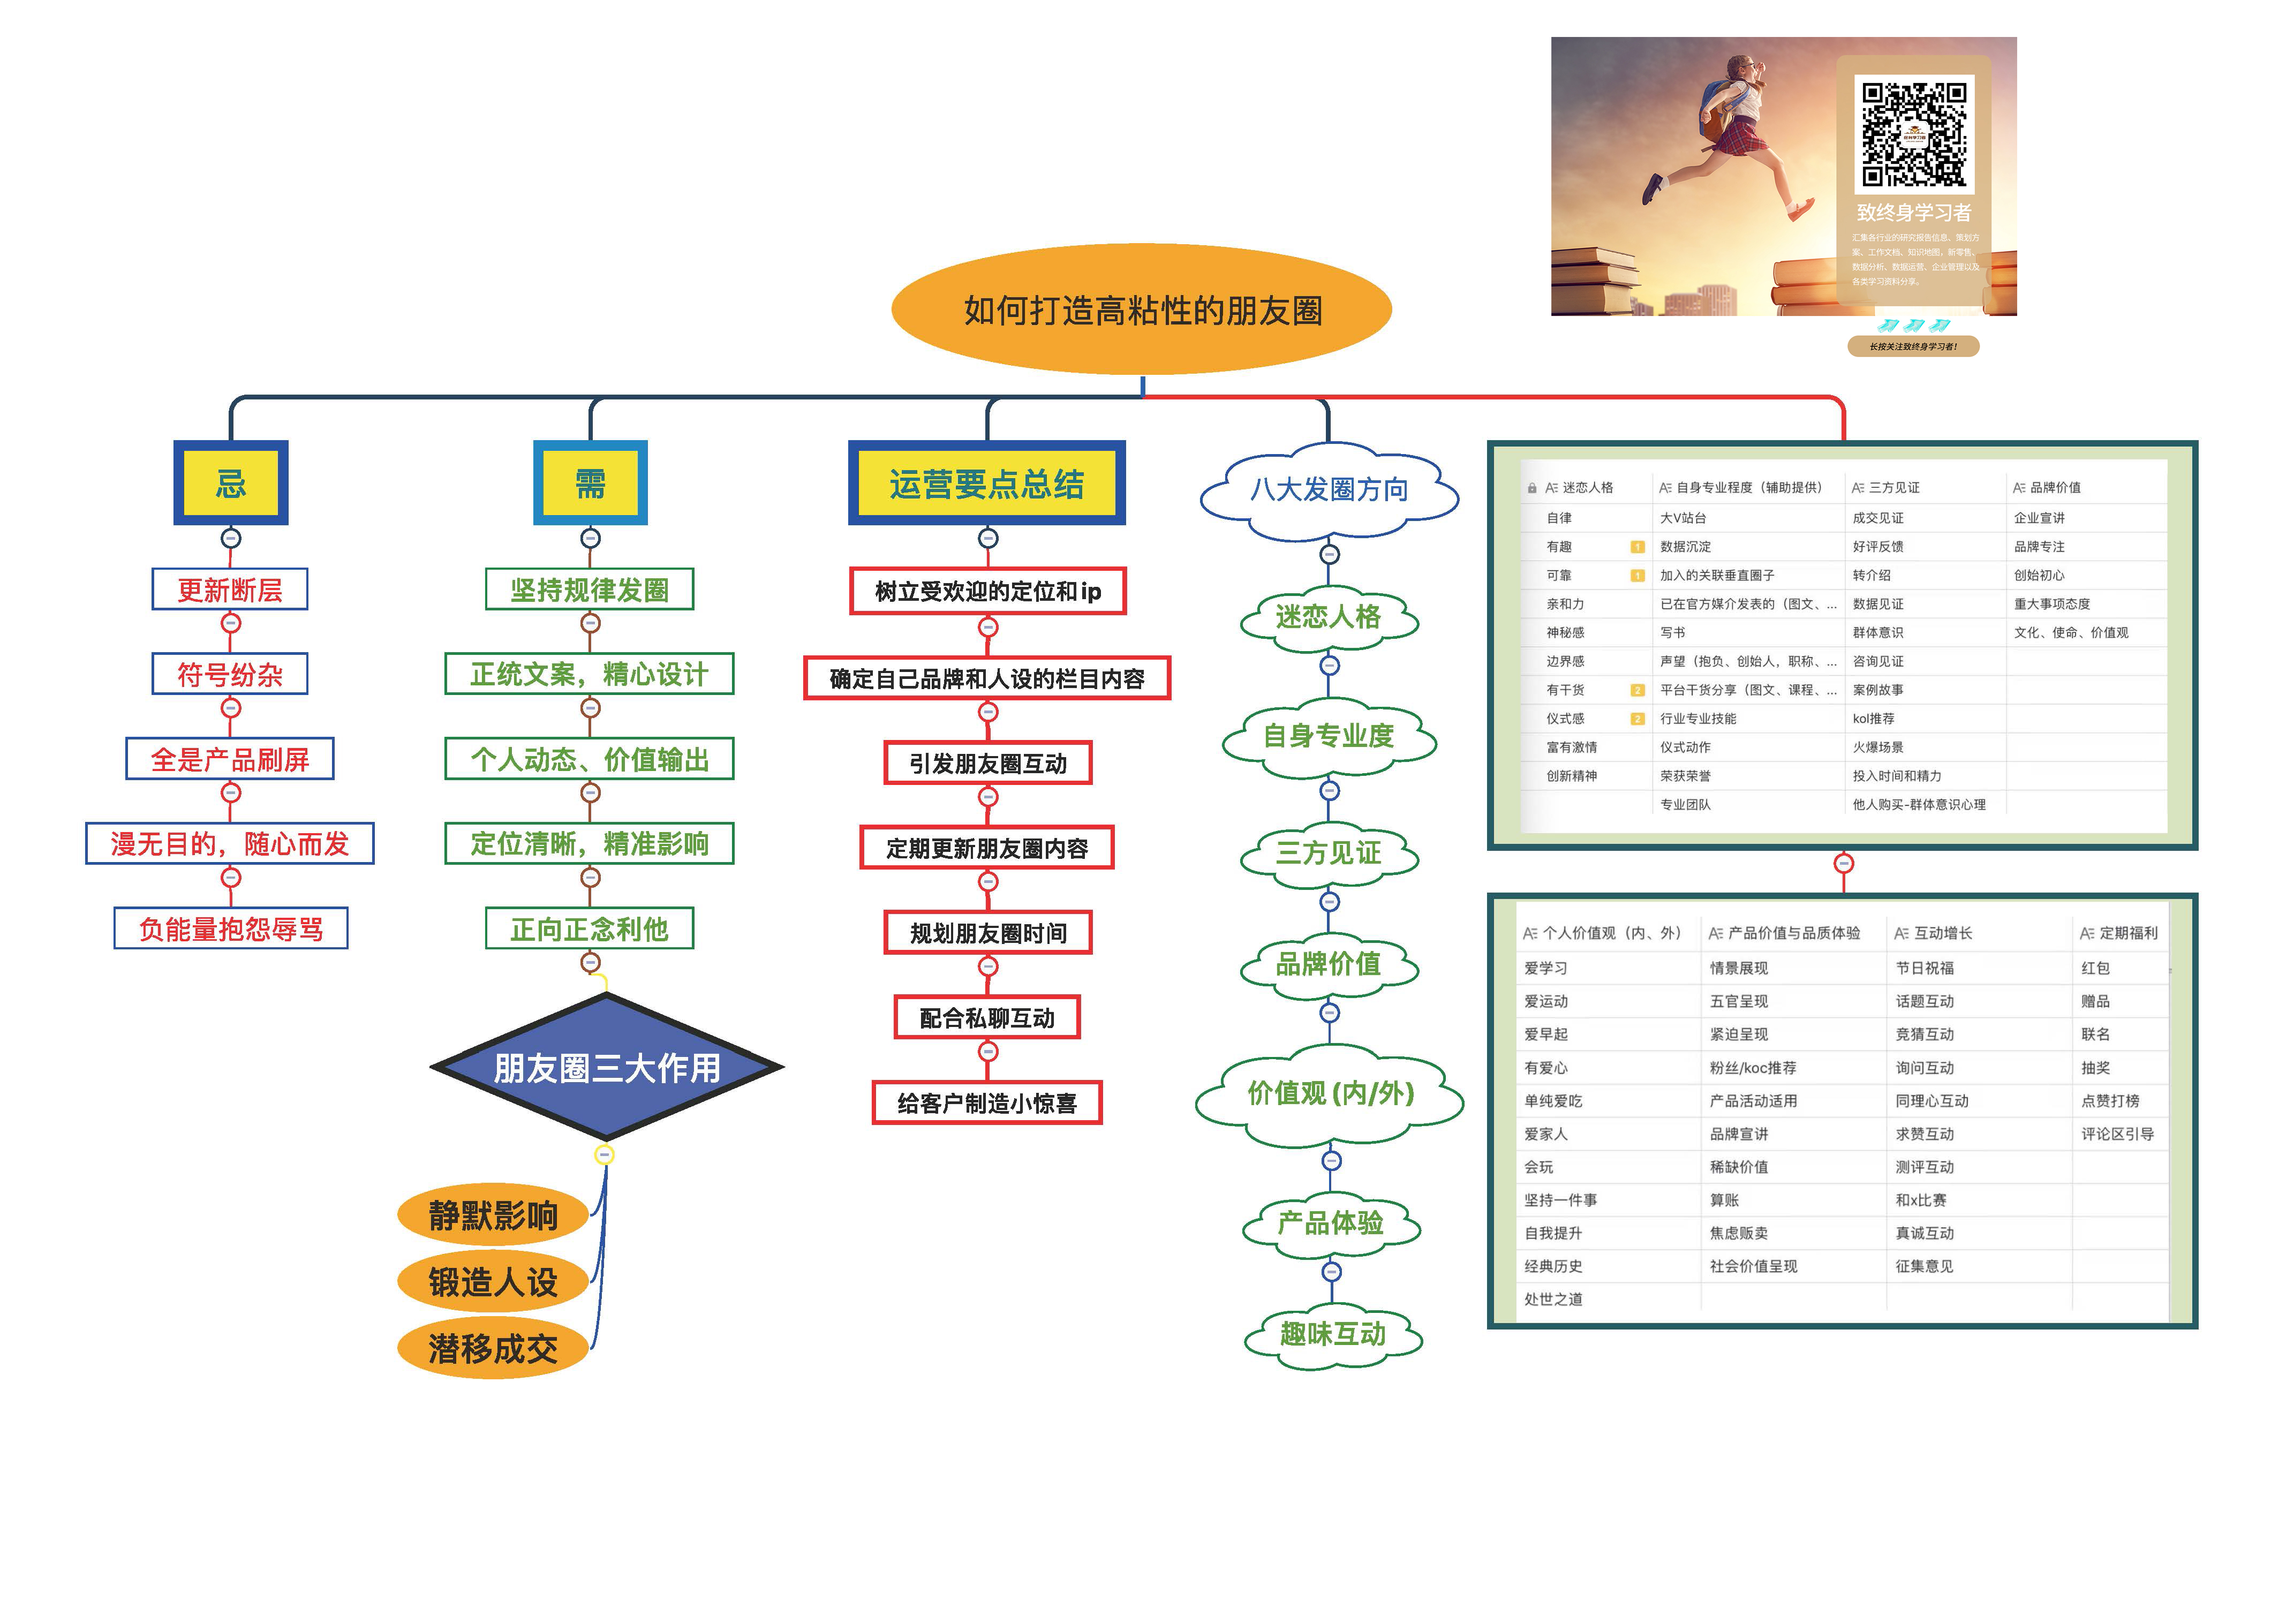 致终身学习者
汇集各行业的研究报告信息、策划方
案、工作文档、知识地图，新零售、
数据分析、数据运营、企业管理以及
各类学习资料分享。
长按关注致终身学习者！
如何打造高粘性的朋友圈
忌
更新断层
符号纷杂
全是产品刷屏
漫无目的，随心而发
负能量抱怨辱骂
需
坚持规律发圈
正统文案，精心设计
个人动态、价值输出
定位清晰，精准影响
正向正念利他
朋友圈三大作用
静默影响
锻造人设
潜移成交
运营要点总结
树立受欢迎的定位和ip
确定自己品牌和人设的栏目内容
引发朋友圈互动
定期更新朋友圈内容
规划朋友圈时间
配合私聊互动
给客户制造小惊喜
八大发圈方向
迷恋人格
自身专业度
三方见证
品牌价值
价值观 (内/外)
产品体验
趣味互动
迷恋人格 自身专业程度（辅助提供） 三方见证 品牌价值
自律 大V站台 成交见证 企业宣讲
有趣 1 数据沉淀 好评反馈 品牌专注
可靠 1 加入的关联垂直圈子 转介绍 创始初心
亲和力 已在官方媒介发表的（图文、... 数据见证 重大事项态度
神秘感 写书 群体意识 文化、使命、价值观
边界感 声望（抱负、创始人，职称、... 咨询见证
有干货 2 平台干货分享（图文、课程、... 案例故事
仪式感 2 行业专业技能 kol推荐
富有激情 仪式动作 火爆场景
创新精神 荣获荣誉 投入时间和精力
专业团队 他人购买-群体意识心理
个人价值观（内、外） 产品价值与品质体验 互动增长 定期福利
爱学习 情景展现 节日祝福 红包
爱运动 五官呈现 话题互动 赠品
爱早起 紧迫呈现 竞猜互动 联名
有爱心 粉丝/koc推荐 询问互动 抽奖
单纯爱吃 产品活动适用 同理心互动 点赞打榜
爱家人 品牌宣讲 求赞互动 评论区引导
会玩 稀缺价值 测评互动
坚持一件事 算账 和x比赛
自我提升 焦虑贩卖 真诚互动
经典历史 社会价值呈现 征集意见
处世之道